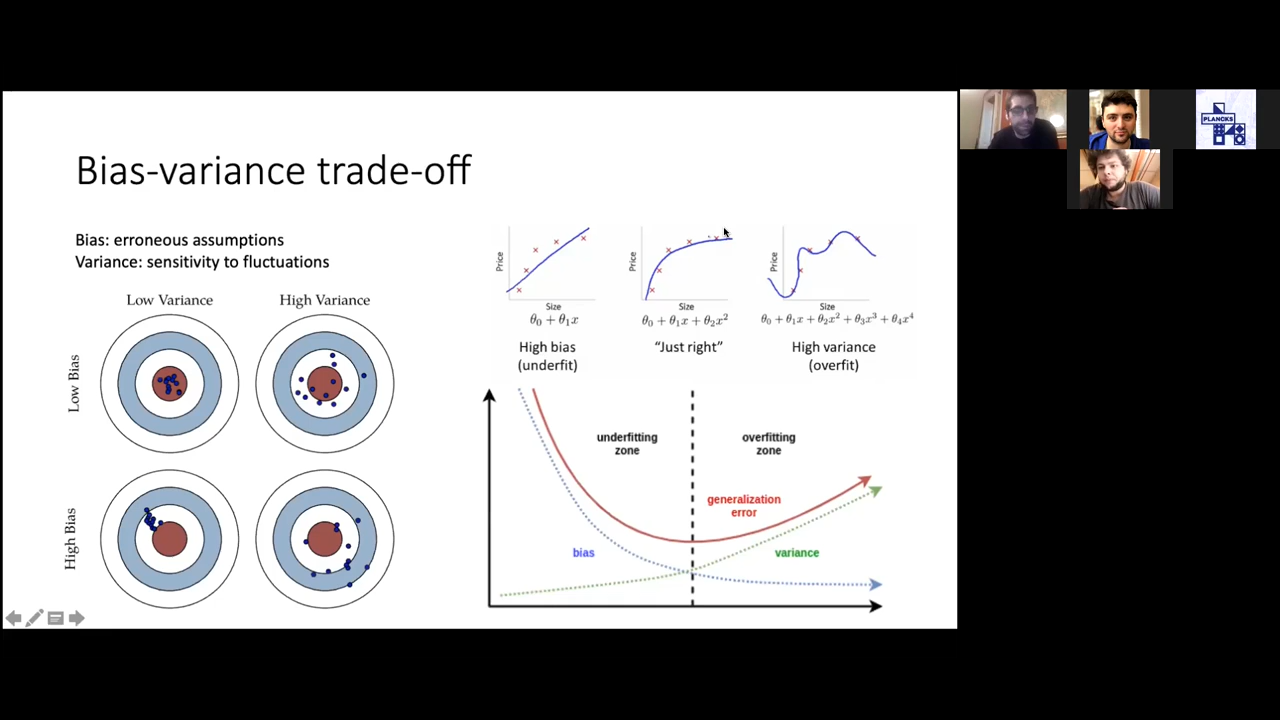 Bias-variance trade-off
Bias: erroneous assumptions
Variance: sensitivity to fluctuations
Low Variance
High Variance
Low Bias
High Bias
Price
Size
θ₀ + θ₁x
High bias
(underfit)
Price
Size
θ₀ + θ₁x + θ₂x²
“Just right”
Price
Size
θ₀ + θ₁x + θ₂x² + θ₃x³ + θ₄x⁴
High variance
(overfit)
underfitting
zone
overfitting
zone
generalization
error
bias
variance
PLANCKS